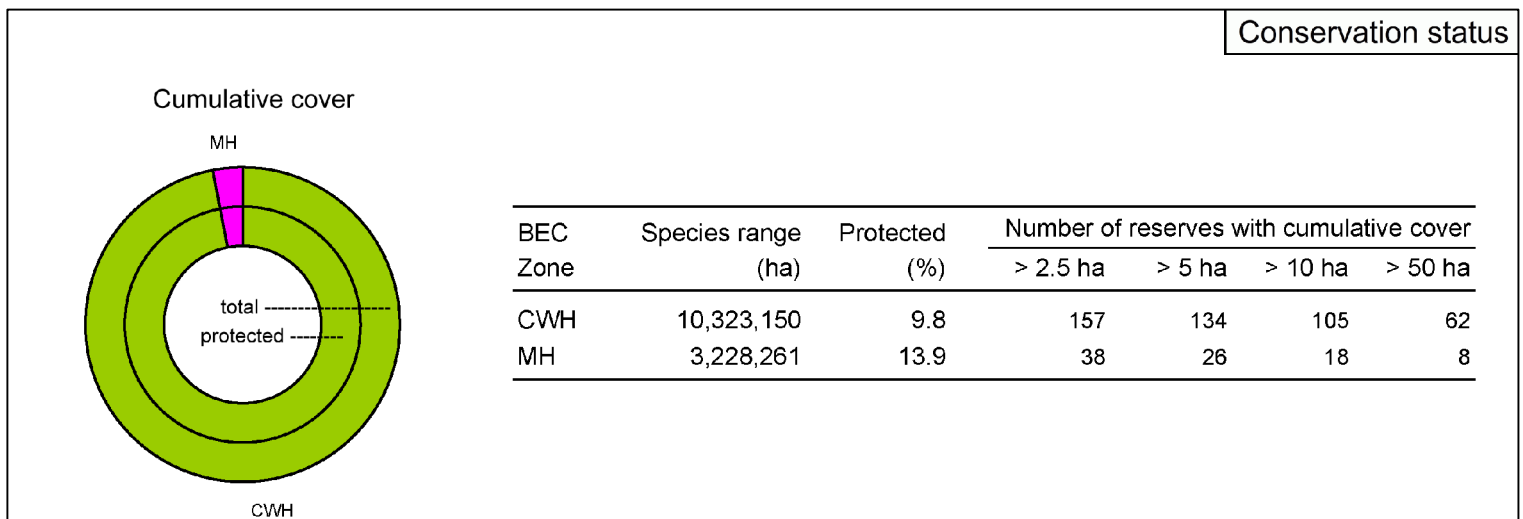 Conservation status
Cumulative cover
MH
total
protected
CWH
BEC Species range Protected Number of reserves with cumulative cover
Zone (ha) (%) > 2.5 ha > 5 ha > 10 ha > 50 ha
CWH 10,323,150 9.8 157 134 105 62
MH 3,228,261 13.9 38 26 18 8